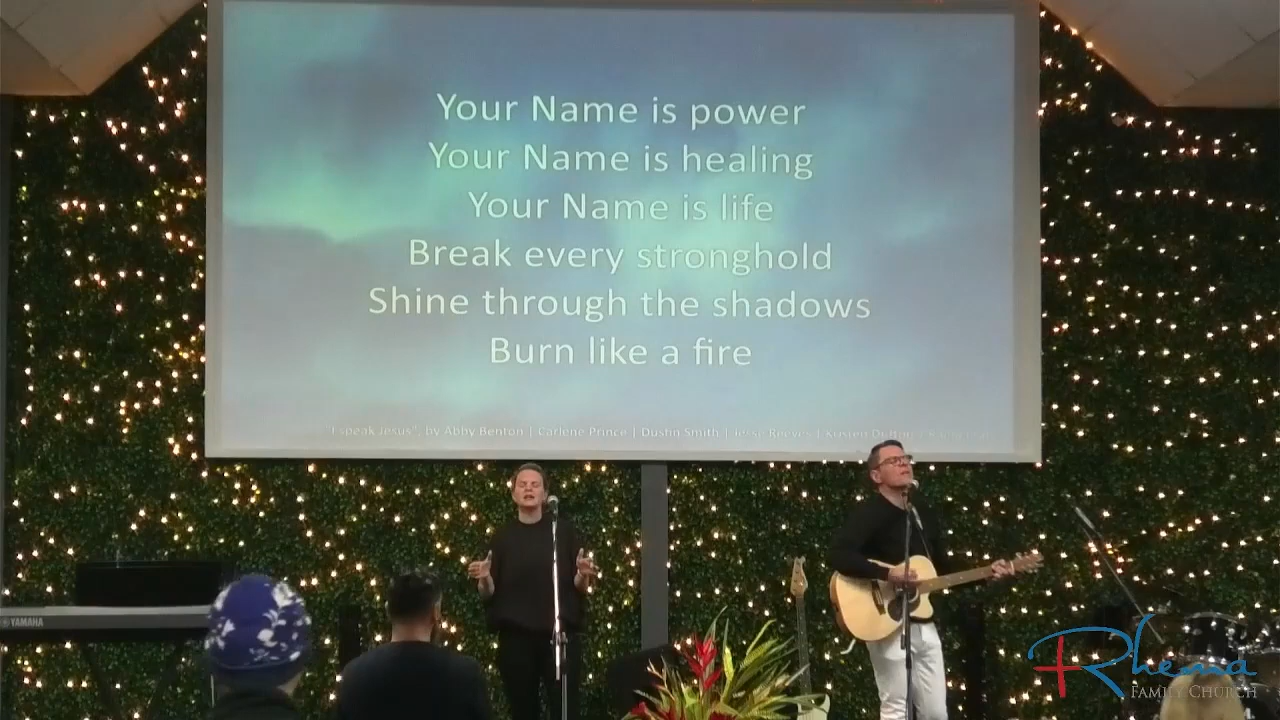 Your Name is power
Your Name is healing
Your Name is life
Break every stronghold
Shine through the shadows
Burn like a fire
I speak Jesus", by Abby Benton | Carlene Prince | Dustin Smith | Jesse Reeves | Kristen
YAMAHA
Rhema
FAMILY CHURCH